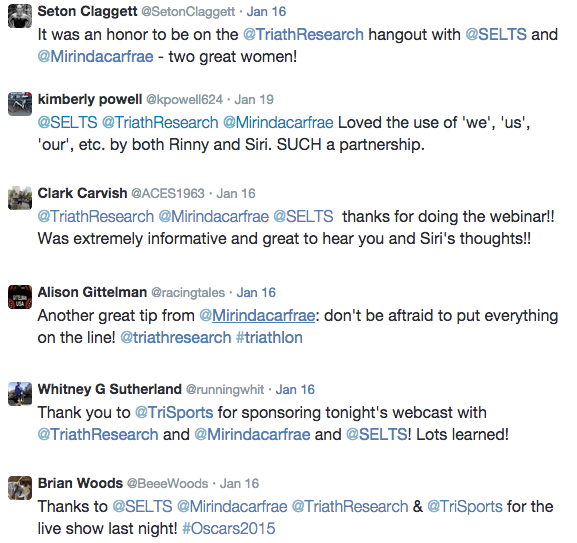 Seton Claggett @SetonClaggett · Jan 16
It was an honor to be on the @TriathResearch hangout with @SELTS and
@Mirindacarfrae - two great women!
kimberly powell @kpowell624 · Jan 19
@SELTS @TriathResearch @Mirindacarfrae Loved the use of 'we', 'us',
'our', etc. by both Rinny and Siri. SUCH a partnership.
Clark Carvish @ACES1963 · Jan 16
@TriathResearch @Mirindacarfrae @SELTS thanks for doing the webinar!!
Was extremely informative and great to hear you and Siri's thoughts!!
Alison Gittelman @racingtales · Jan 16
Another great tip from @Mirindacarfrae: don't be afraid to put everything
on the line! @triathresearch #triathlon
Whitney G Sutherland @runningwhit · Jan 16
Thank you to @TriSports for sponsoring tonight's webcast with
@TriathResearch and @Mirindacarfrae and @SELTS! Lots learned!
Brian Woods @BeeeWoods · Jan 16
Thanks to @SELTS @Mirindacarfrae @TriathResearch & @TriSports for the
live show last night! #Oscars2015